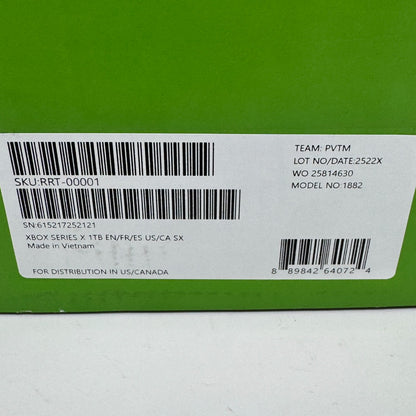 TEAM: PVTM
LOT NO/DATE:2522X
SKU:RRT-00001
WO 25814630
MODEL NO:1882
SN:615217252121
XBOX SERIES X 1TB EN/FR/ES US/CA SX
Made in Vietnam
FOR DISTRIBUTION IN US/CANADA
8 89842 64072 4